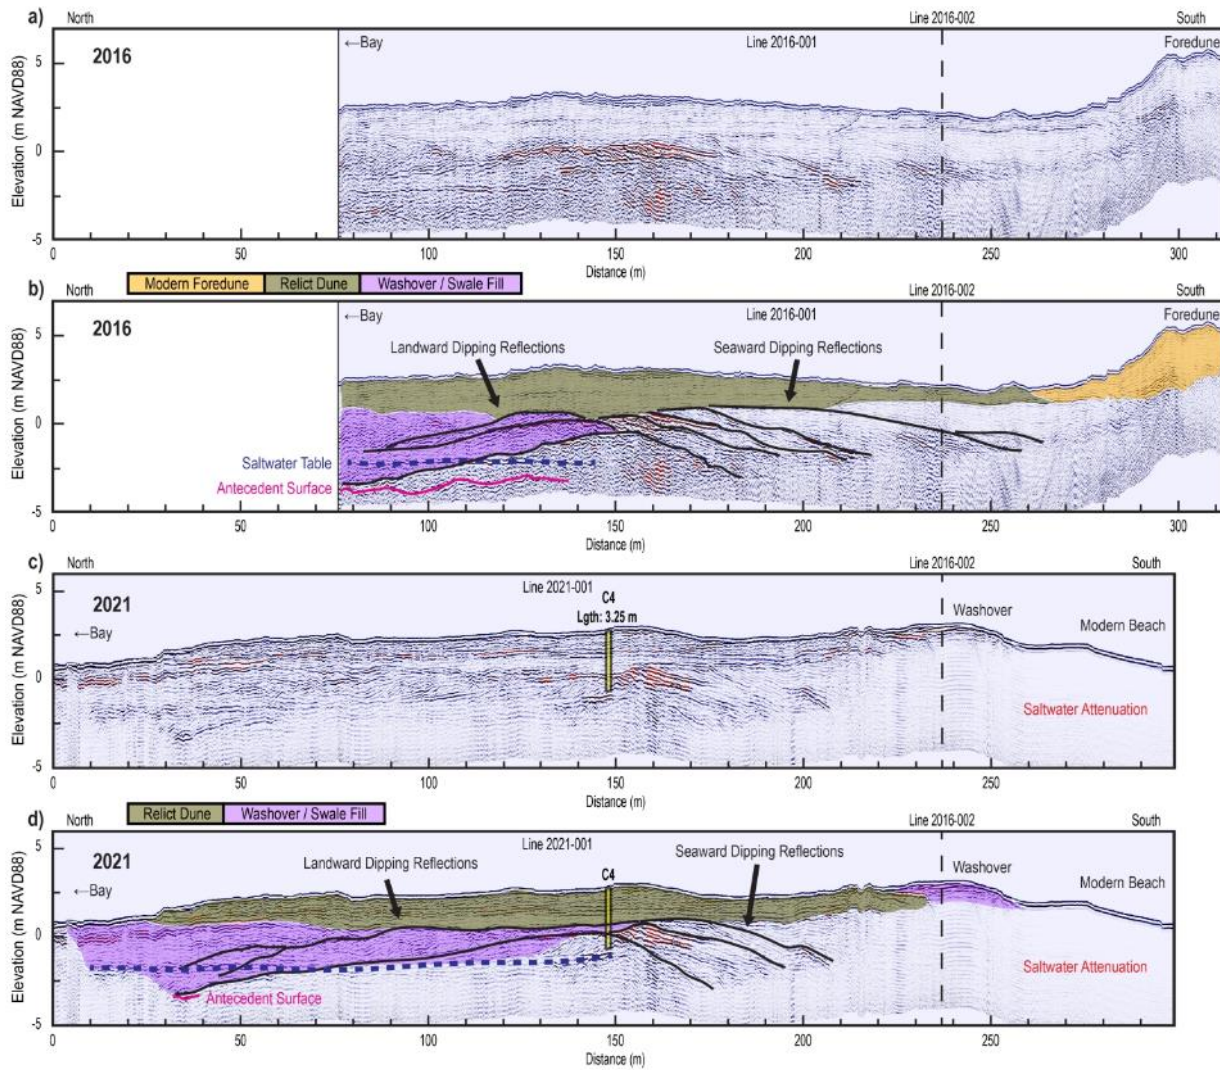 a) North Line 2016-002 South
2016 ←Bay Line 2016-001 Foredune
Elevation (m NAVD88)
5
0
-5
0 50 100 150 200 250 300
Distance (m)
Modern Foredune Relict Dune Washover / Swale Fill
b) North Line 2016-002 South
2016 ←Bay Line 2016-001 Foredune
Landward Dipping Reflections Seaward Dipping Reflections
Elevation (m NAVD88)
5
0
Saltwater Table
Antecedent Surface
-5
0 50 100 150 200 250 300
Distance (m)
c) North Line 2016-002 South
2021 Line 2021-001
C4
Lgth: 3.25 m
←Bay Washover
Modern Beach
Elevation (m NAVD88)
5
0
Saltwater Attenuation
-5
0 50 100 150 200 250
Distance (m)
Relict Dune Washover / Swale Fill
d) North Line 2016-002 South
2021 Line 2021-001
Landward Dipping Reflections C4 Seaward Dipping Reflections
←Bay Washover
Modern Beach
Elevation (m NAVD88)
5
0
Saltwater Attenuation
Antecedent Surface
-5
0 50 100 150 200 250
Distance (m)